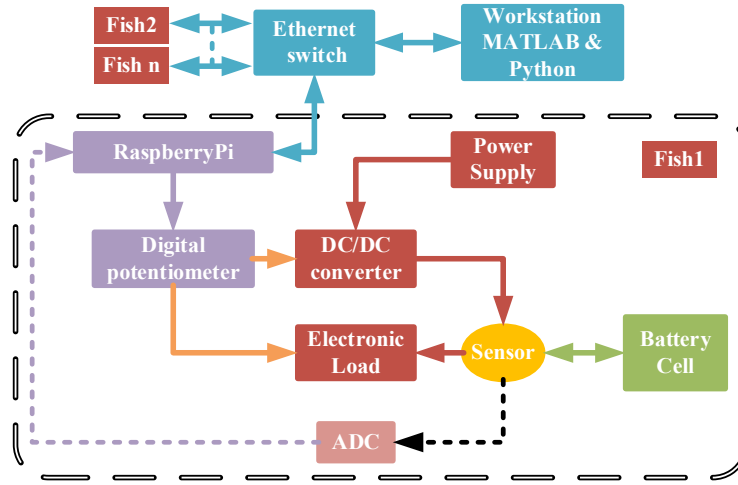 Fish2
Fish n
Ethernet
switch
Workstation
MATLAB &
Python
RaspberryPi
Power
Supply
Fish1
Digital
potentiometer
DC/DC
converter
Electronic
Load
Sensor
Battery
Cell
ADC